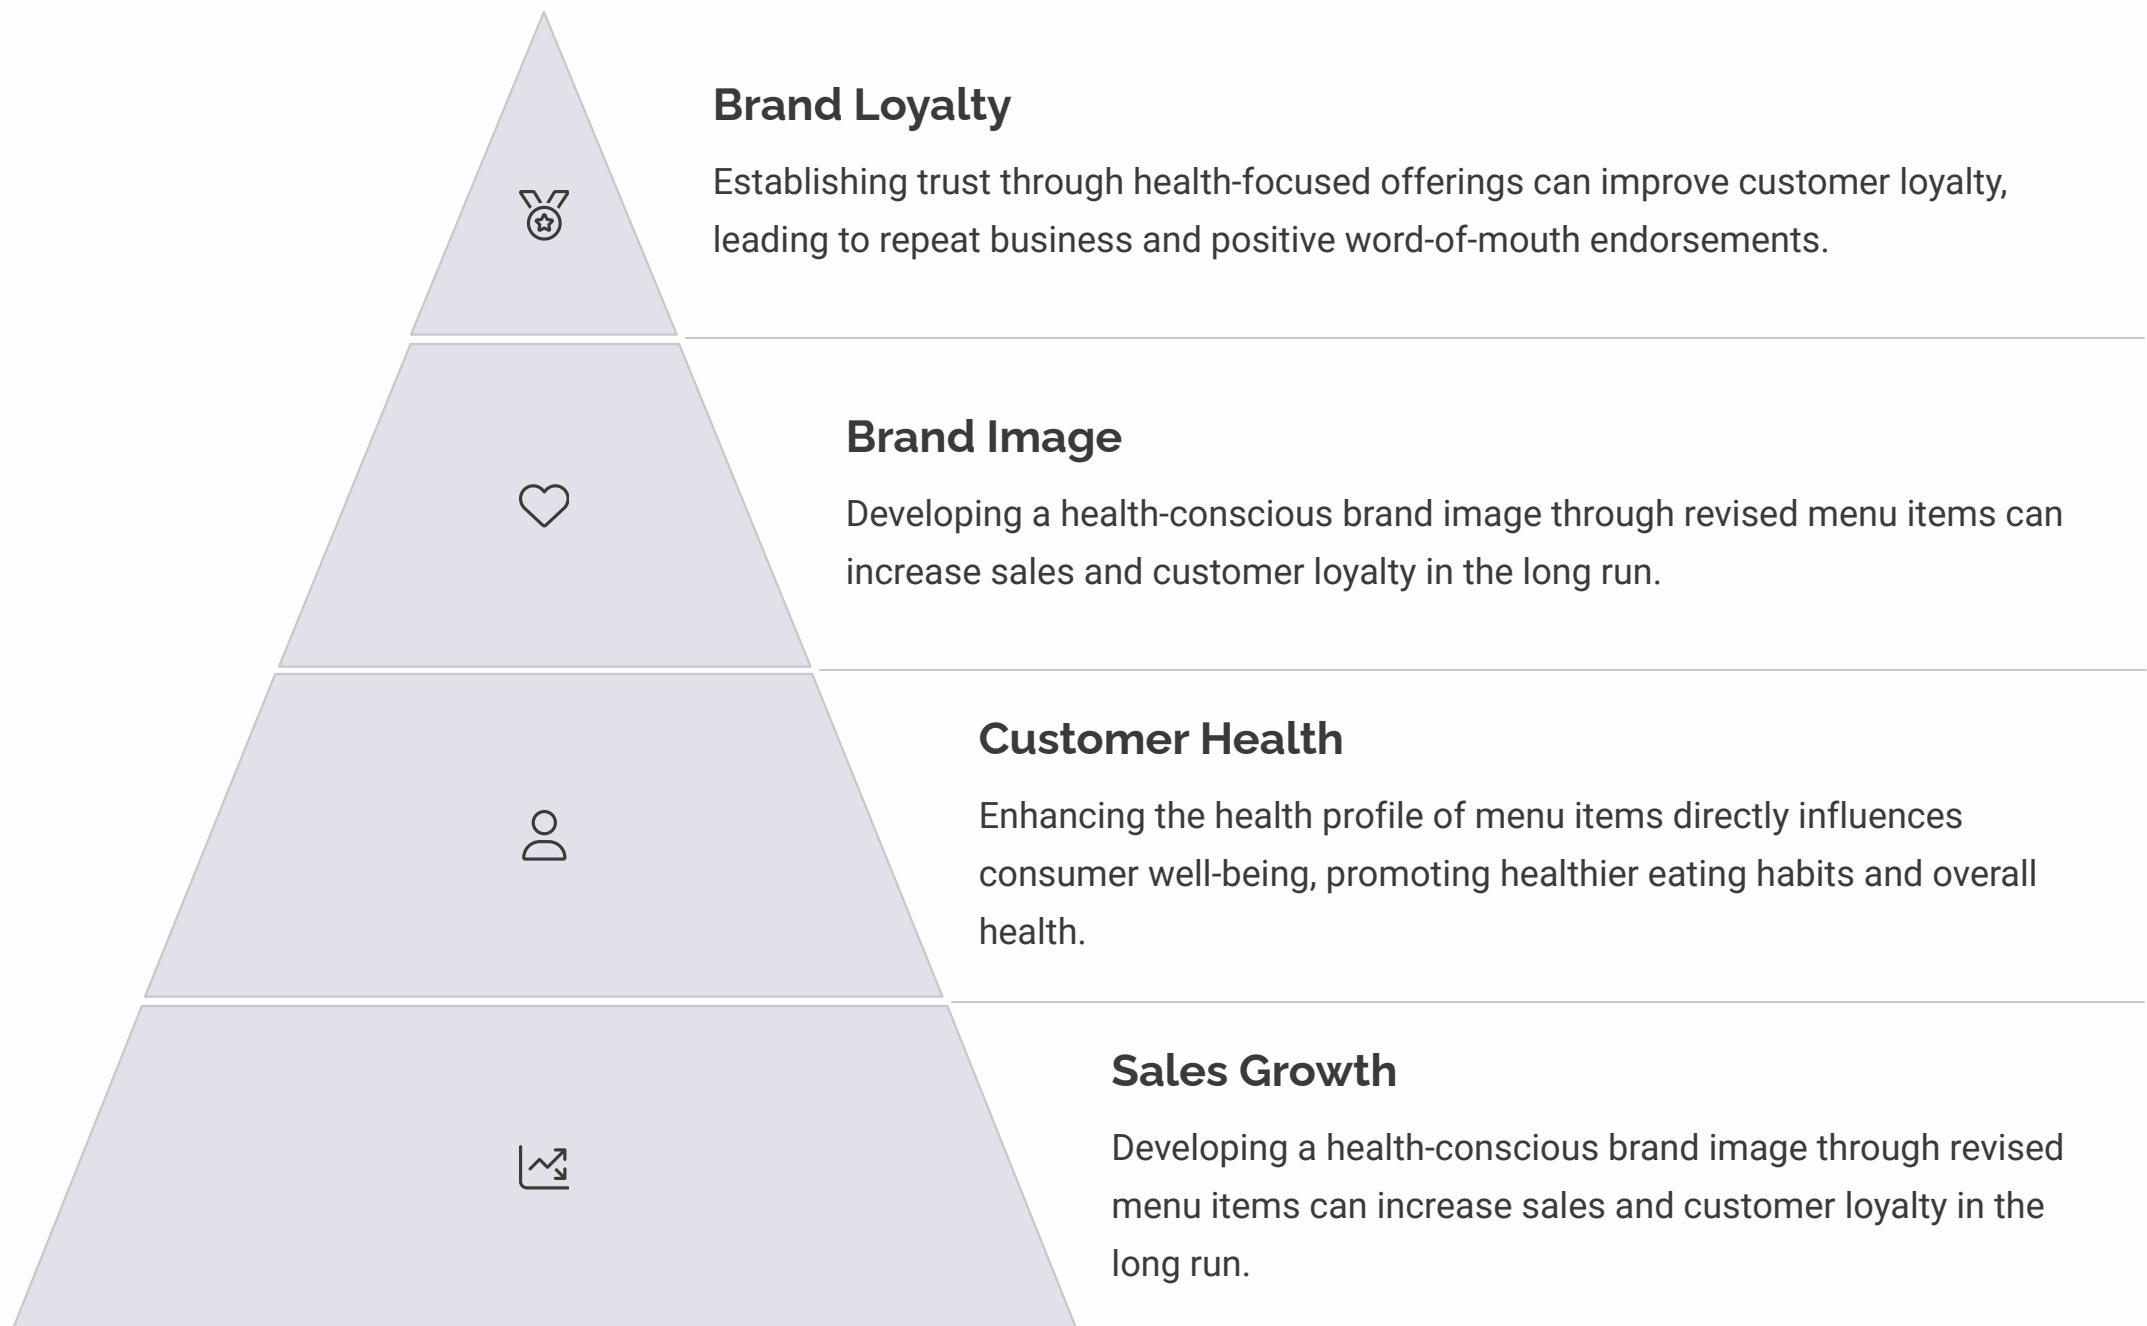 Brand Loyalty
Establishing trust through health-focused offerings can improve customer loyalty,
leading to repeat business and positive word-of-mouth endorsements.
Brand Image
Developing a health-conscious brand image through revised menu items can
increase sales and customer loyalty in the long run.
Customer Health
Enhancing the health profile of menu items directly influences
consumer well-being, promoting healthier eating habits and overall
health.
Sales Growth
Developing a health-conscious brand image through revised
menu items can increase sales and customer loyalty in the
long run.